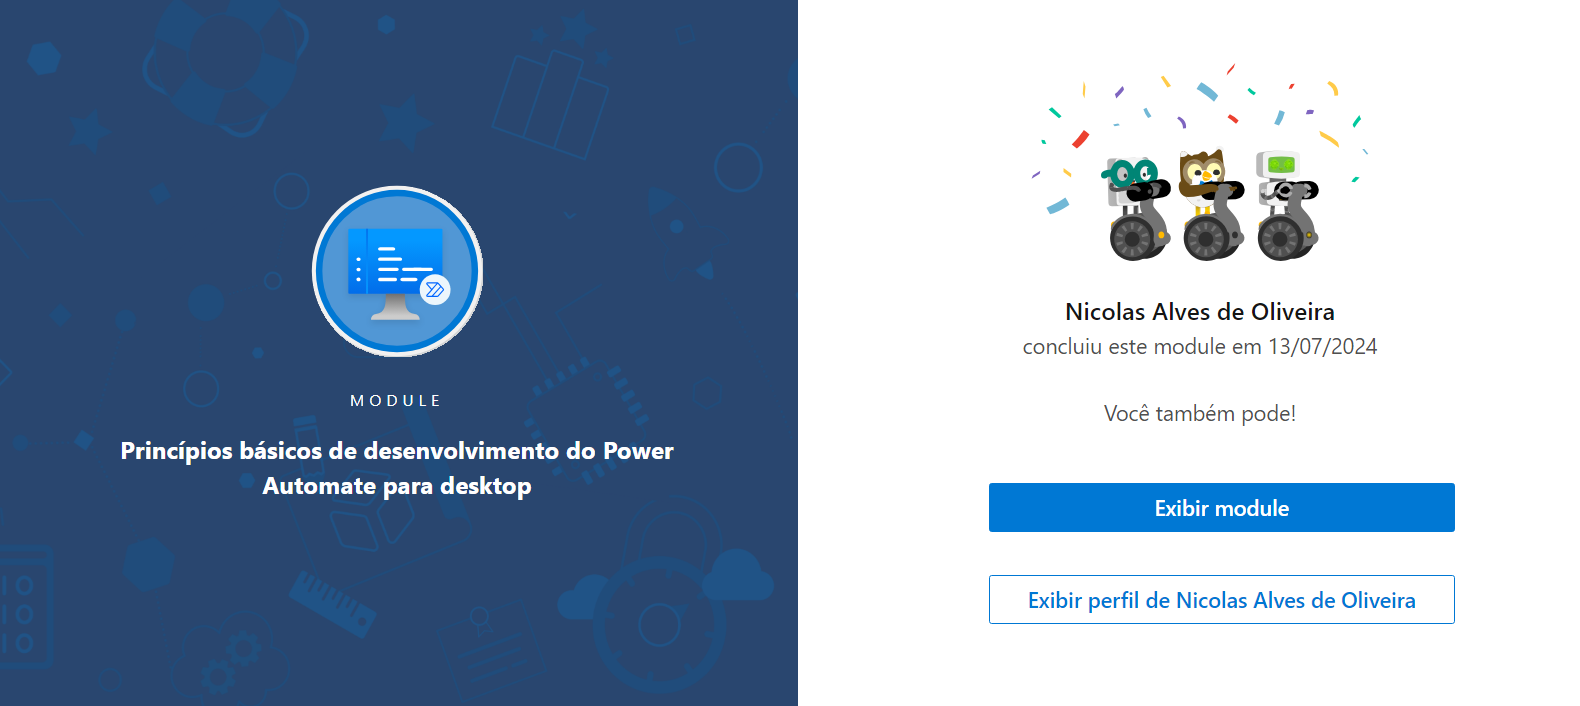 MODULE
Princípios básicos de desenvolvimento do Power
Automate para desktop
Nicolas Alves de Oliveira
concluiu este module em 13/07/2024
Você também pode!
Exibir module
Exibir perfil de Nicolas Alves de Oliveira